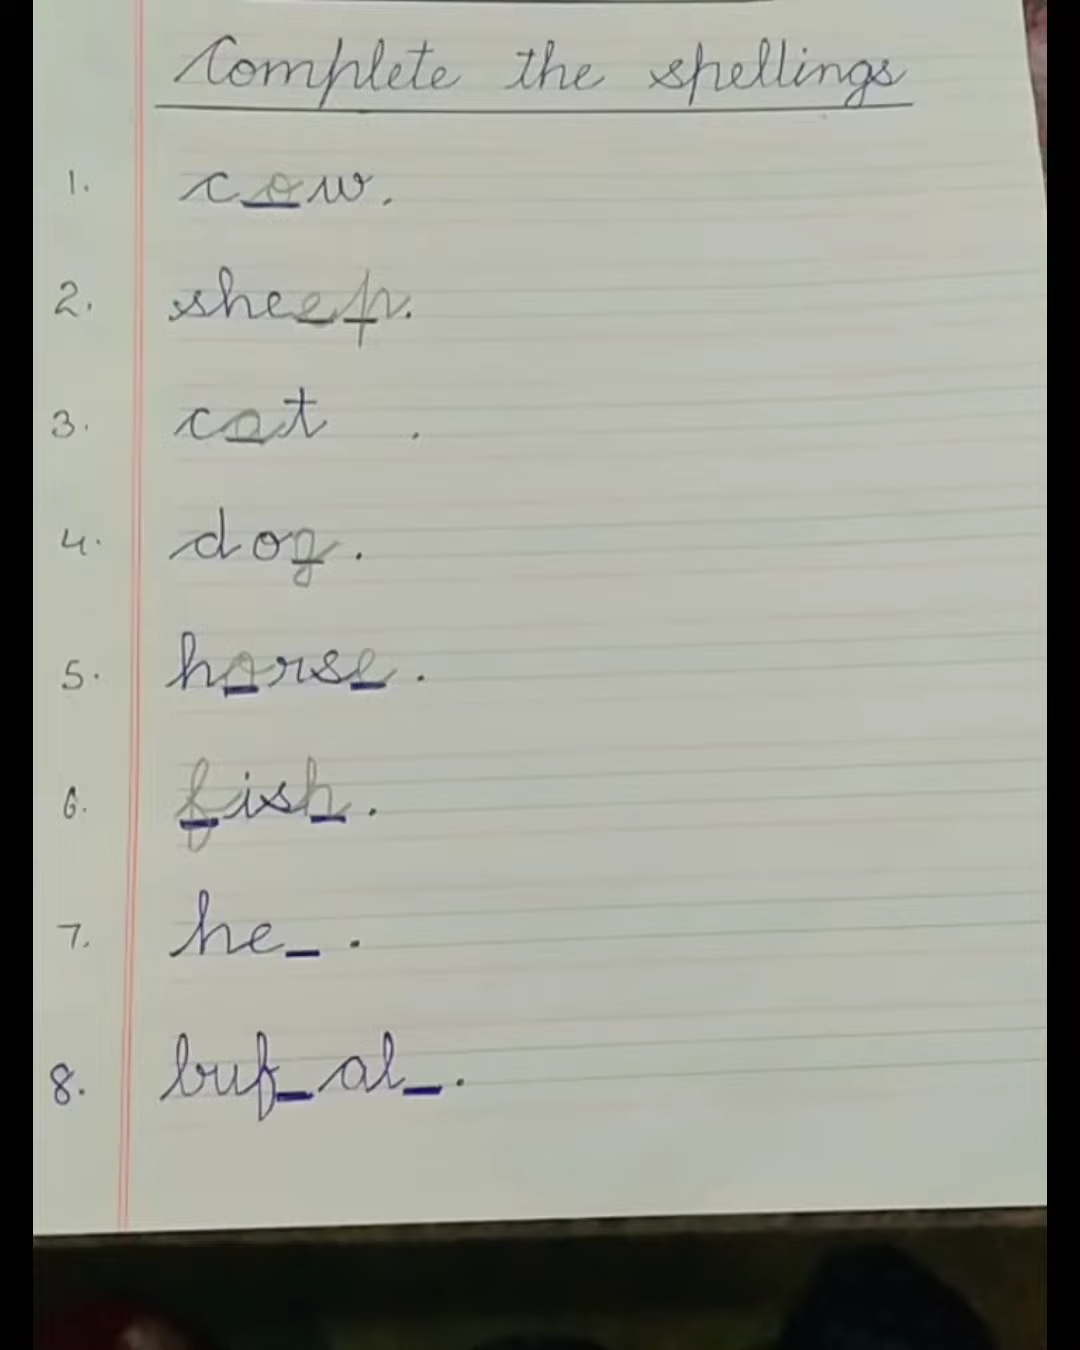 Complete the spellings
1. cow.
2. sheep.
3. cat .
4. dog.
5. horse.
6. fish.
7. he_ .
8. buf_al_.